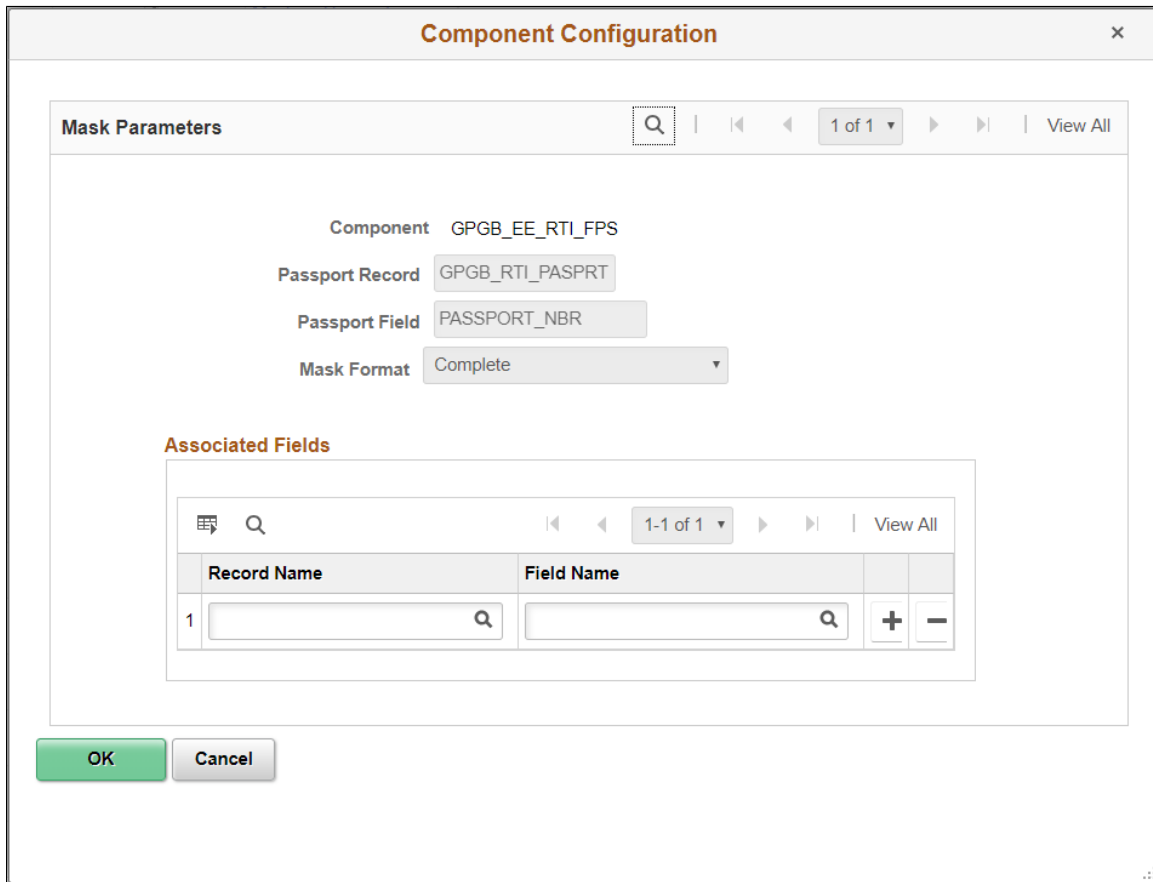 Component Configuration
Mask Parameters
1 of 1
View All
Component GPGB_EE_RTI_FPS
Passport Record GPGB_RTI_PASPRT
Passport Field PASSPORT_NBR
Mask Format Complete
Associated Fields
1-1 of 1
View All
Record Name Field Name
1
OK Cancel